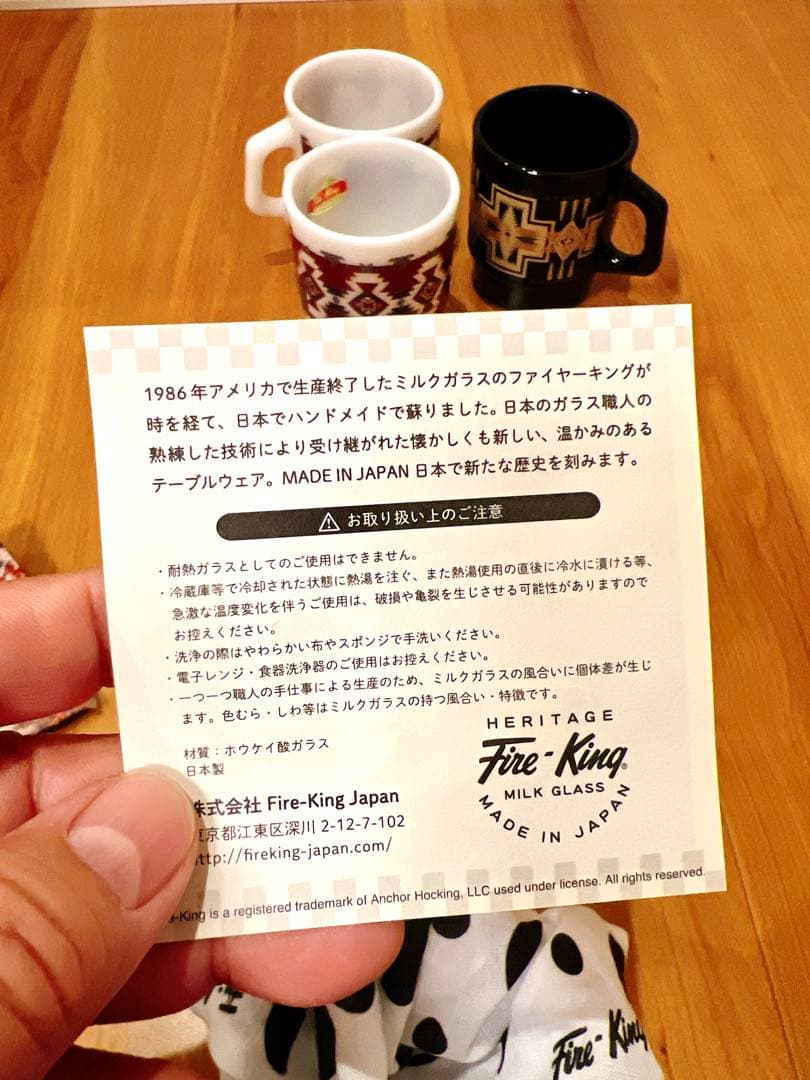 1986年アメリカで生産終了したミルクガラスのファイヤーキングが
時を経て、日本でハンドメイドで蘇りました。日本のガラス職人の
熟練した技術により受け継がれた懐かしくも新しい、温かみのある
テーブルウェア。MADE IN JAPAN 日本で新たな歴史を刻みます。
お取り扱い上のご注意
・耐熱ガラスとしてのご使用はできません。
・冷蔵庫等で冷却された状態に熱湯を注ぐ、また熱湯使用の直後に冷水に漬ける等、
急激な温度変化を伴うご使用は、破損や亀裂を生じさせる可能性がありますので
お控えください。
・洗浄の際はやわらかい布やスポンジで手洗いください。
・電子レンジ・食器洗浄器のご使用はお控えください。
・一つ一つ職人の手仕事による生産のため、ミルクガラスの風合いに個体差が生じ
ます。色むら・しわ等はミルクガラスの持つ風合い・特徴です。
材質：ホウケイ酸ガラス
日本製
株式会社 Fire-King Japan
東京都江東区深川 2-12-7-102
http://fireking-japan.com/
HERITAGE
Fire-King®
MILK GLASS
MADE IN JAPAN
e-King is a registered trademark of Anchor Hocking, LLC used under license. All rights reserved.
Fire-King